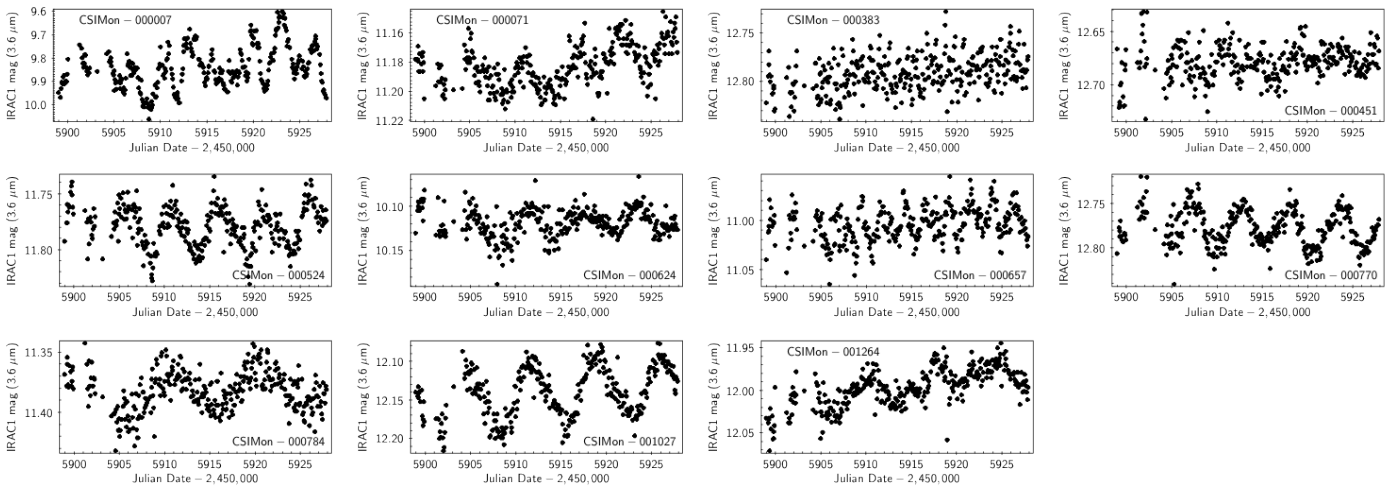 CSIMon − 000007
IRAC1 mag (3.6 μm)
9.6
9.7
9.8
9.9
10.0
5900 5905 5910 5915 5920 5925
Julian Date − 2,450,000
CSIMon − 000071
IRAC1 mag (3.6 μm)
11.16
11.18
11.20
11.22
5900 5905 5910 5915 5920 5925
Julian Date − 2,450,000
CSIMon − 000383
IRAC1 mag (3.6 μm)
12.75
12.80
5900 5905 5910 5915 5920 5925
Julian Date − 2,450,000
IRAC1 mag (3.6 μm)
12.65
12.70
CSIMon − 000451
5900 5905 5910 5915 5920 5925
Julian Date − 2,450,000
IRAC1 mag (3.6 μm)
11.75
11.80
CSIMon − 000524
5900 5905 5910 5915 5920 5925
Julian Date − 2,450,000
IRAC1 mag (3.6 μm)
10.10
10.15
CSIMon − 000624
5900 5905 5910 5915 5920 5925
Julian Date − 2,450,000
IRAC1 mag (3.6 μm)
11.00
11.05
CSIMon − 000657
5900 5905 5910 5915 5920 5925
Julian Date − 2,450,000
IRAC1 mag (3.6 μm)
12.75
12.80
CSIMon − 000770
5900 5905 5910 5915 5920 5925
Julian Date − 2,450,000
IRAC1 mag (3.6 μm)
11.35
11.40
CSIMon − 000784
5900 5905 5910 5915 5920 5925
Julian Date − 2,450,000
IRAC1 mag (3.6 μm)
12.10
12.15
12.20
CSIMon − 001027
5900 5905 5910 5915 5920 5925
Julian Date − 2,450,000
CSIMon − 001264
IRAC1 mag (3.6 μm)
11.95
12.00
12.05
5900 5905 5910 5915 5920 5925
Julian Date − 2,450,000